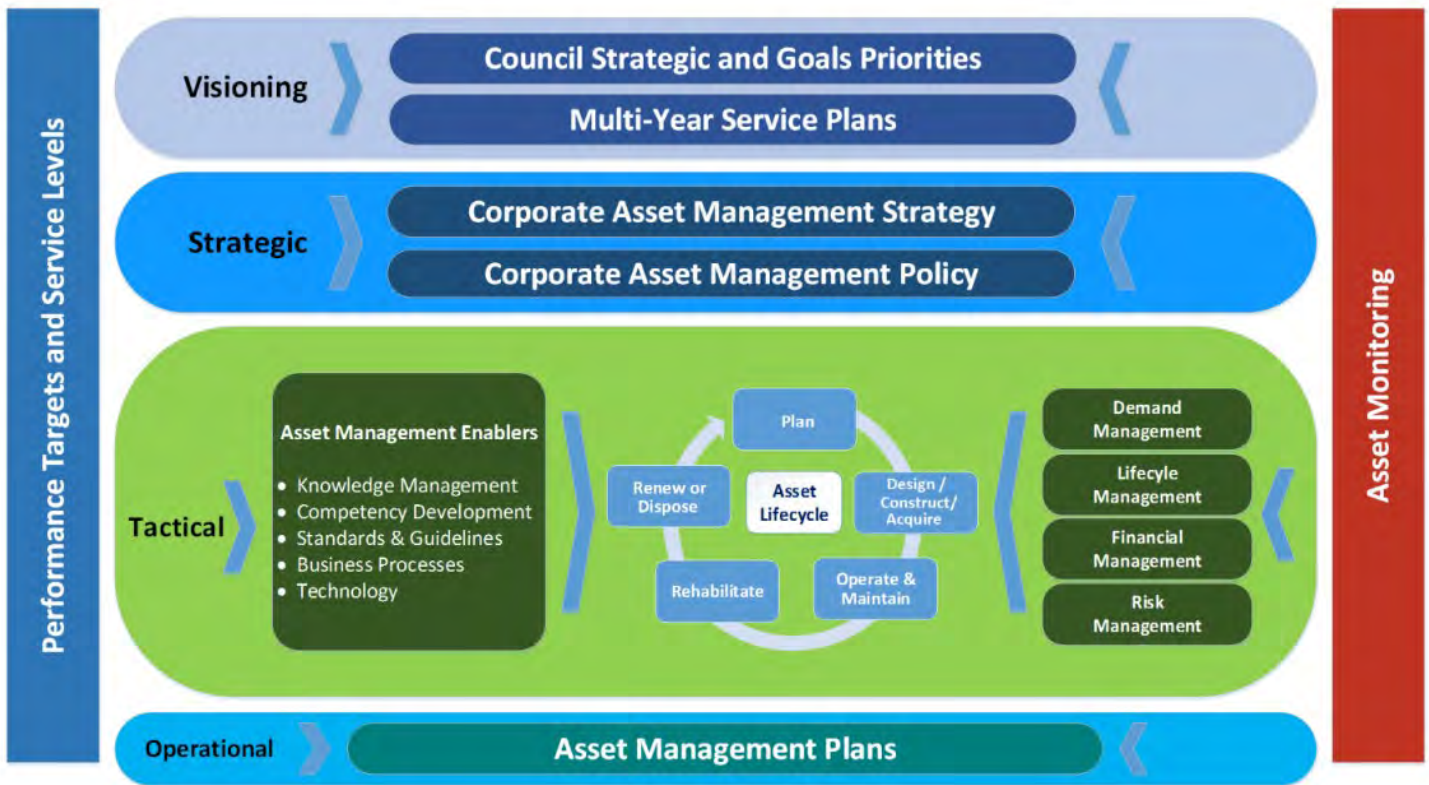 Performance Targets and Service Levels
Visioning
Council Strategic and Goals Priorities
Multi-Year Service Plans
Strategic
Corporate Asset Management Strategy
Corporate Asset Management Policy
Tactical
Asset Management Enablers
• Knowledge Management
• Competency Development
• Standards & Guidelines
• Business Processes
• Technology
Plan
Design /
Construct/
Acquire
Operate &
Maintain
Rehabilitate
Renew or
Dispose
Asset
Lifecycle
Demand
Management
Lifecyle
Management
Financial
Management
Risk
Management
Operational
Asset Management Plans
Asset Monitoring